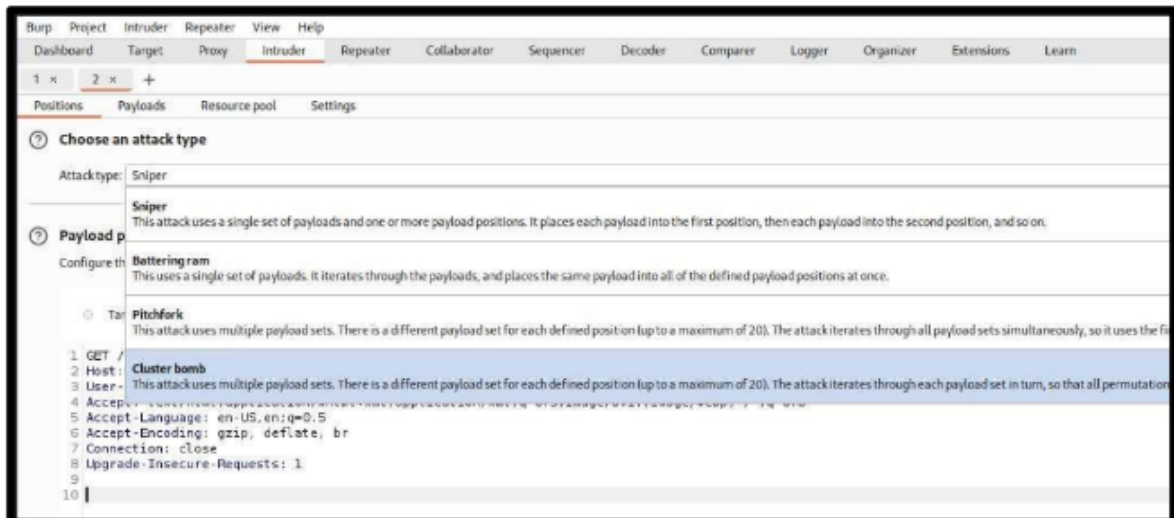 Burp Project Intruder Repeater View Help
Dashboard Target Proxy Intruder Repeater Collaborator Sequencer Decoder Comparer Logger Organizer Extensions Learn
1 × 2 × +
Positions Payloads Resource pool Settings
? Choose an attack type
Attack type: Sniper
Sniper
This attack uses a single set of payloads and one or more payload positions. It places each payload into the first position, then each payload into the second position, and so on.
? Payload p
Battering ram
Configure th
This uses a single set of payloads. It iterates through the payloads, and places the same payload into all of the defined payload positions at once.
Tar
Pitchfork
This attack uses multiple payload sets. There is a different payload set for each defined position (up to a maximum of 20). The attack iterates through all payload sets simultaneously, so it uses the fi
1 GET /
Cluster bomb
2 Host:
This attack uses multiple payload sets. There is a different payload set for each defined position (up to a maximum of 20). The attack iterates through each payload set in turn, so that all permutation
3 User-
4 Accept:
5 Accept-Language: en-US,en;q=0.5
6 Accept-Encoding: gzip, deflate, br
7 Connection: close
8 Upgrade-Insecure-Requests: 1
9
10